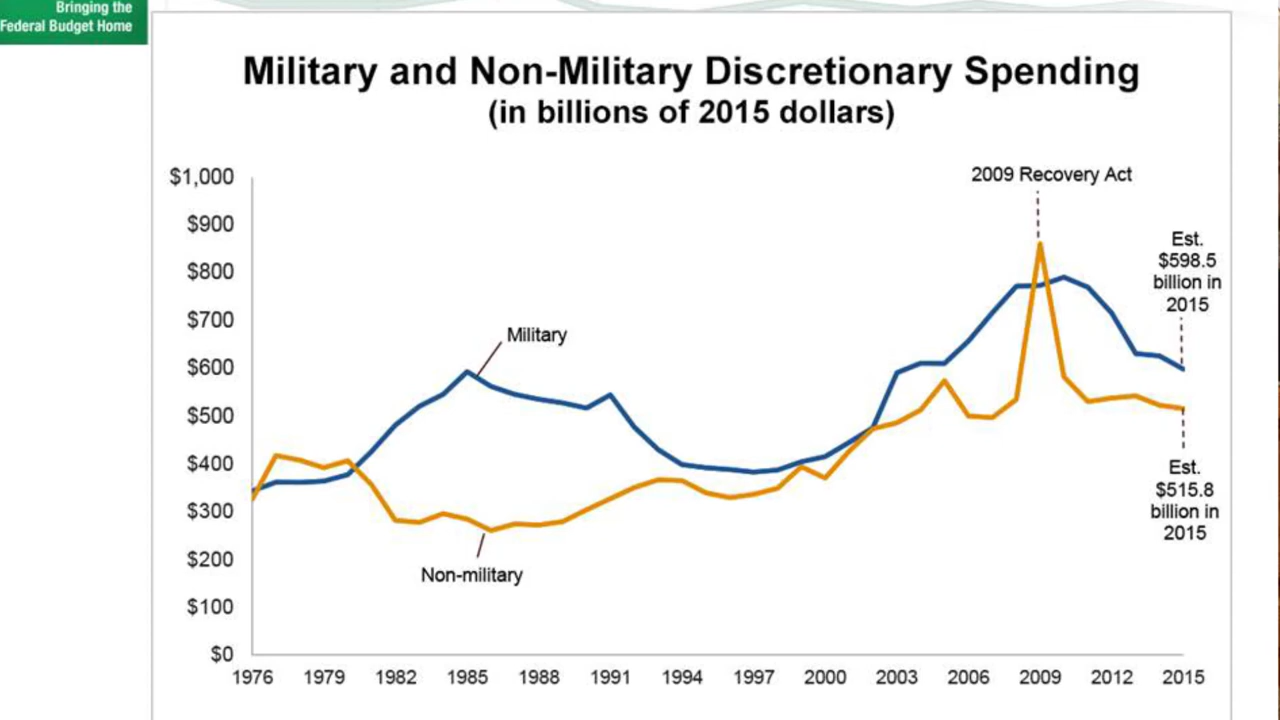 Bringing the
Federal Budget Home
Military and Non-Military Discretionary Spending
(in billions of 2015 dollars)
$1,000
$900
$800
$700
$600
$500
$400
$300
$200
$100
$0
2009 Recovery Act
Est.
$598.5
billion in
2015
Military
Non-military
Est.
$515.8
billion in
2015
1976 1979 1982 1985 1988 1991 1994 1997 2000 2003 2006 2009 2012 2015